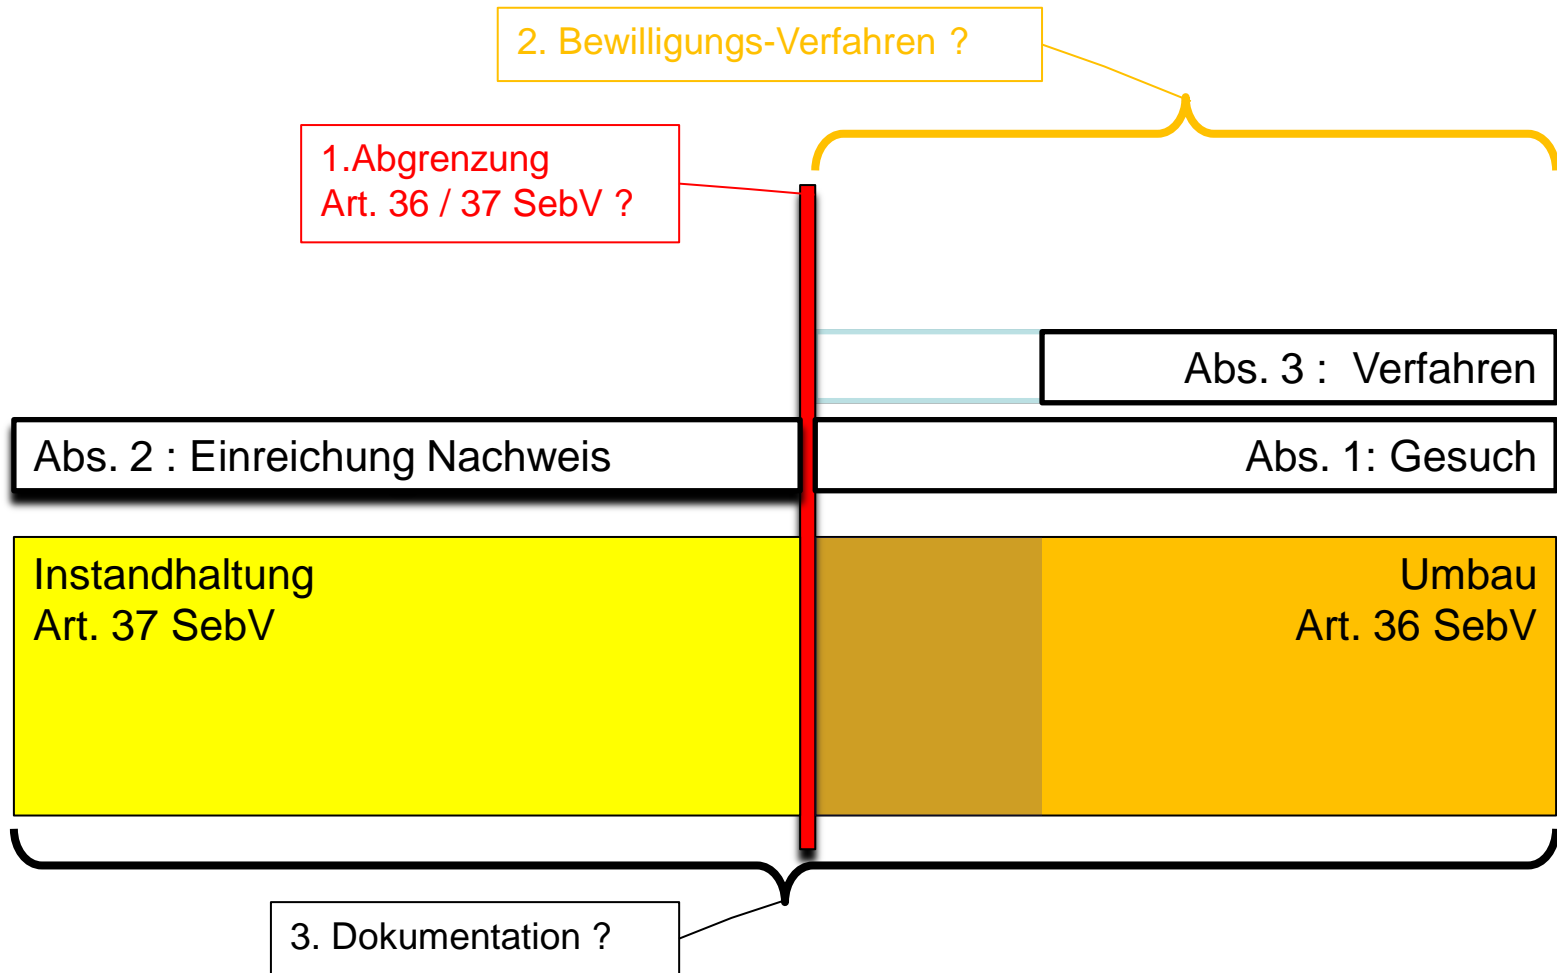 2. Bewilligungs-Verfahren ?
1.Abgrenzung
Art. 36 / 37 SebV ?
Abs. 3 :  Verfahren
Abs. 2 : Einreichung Nachweis
Abs. 1: Gesuch
Instandhaltung
Art. 37 SebV
Umbau
Art. 36 SebV
3. Dokumentation ?